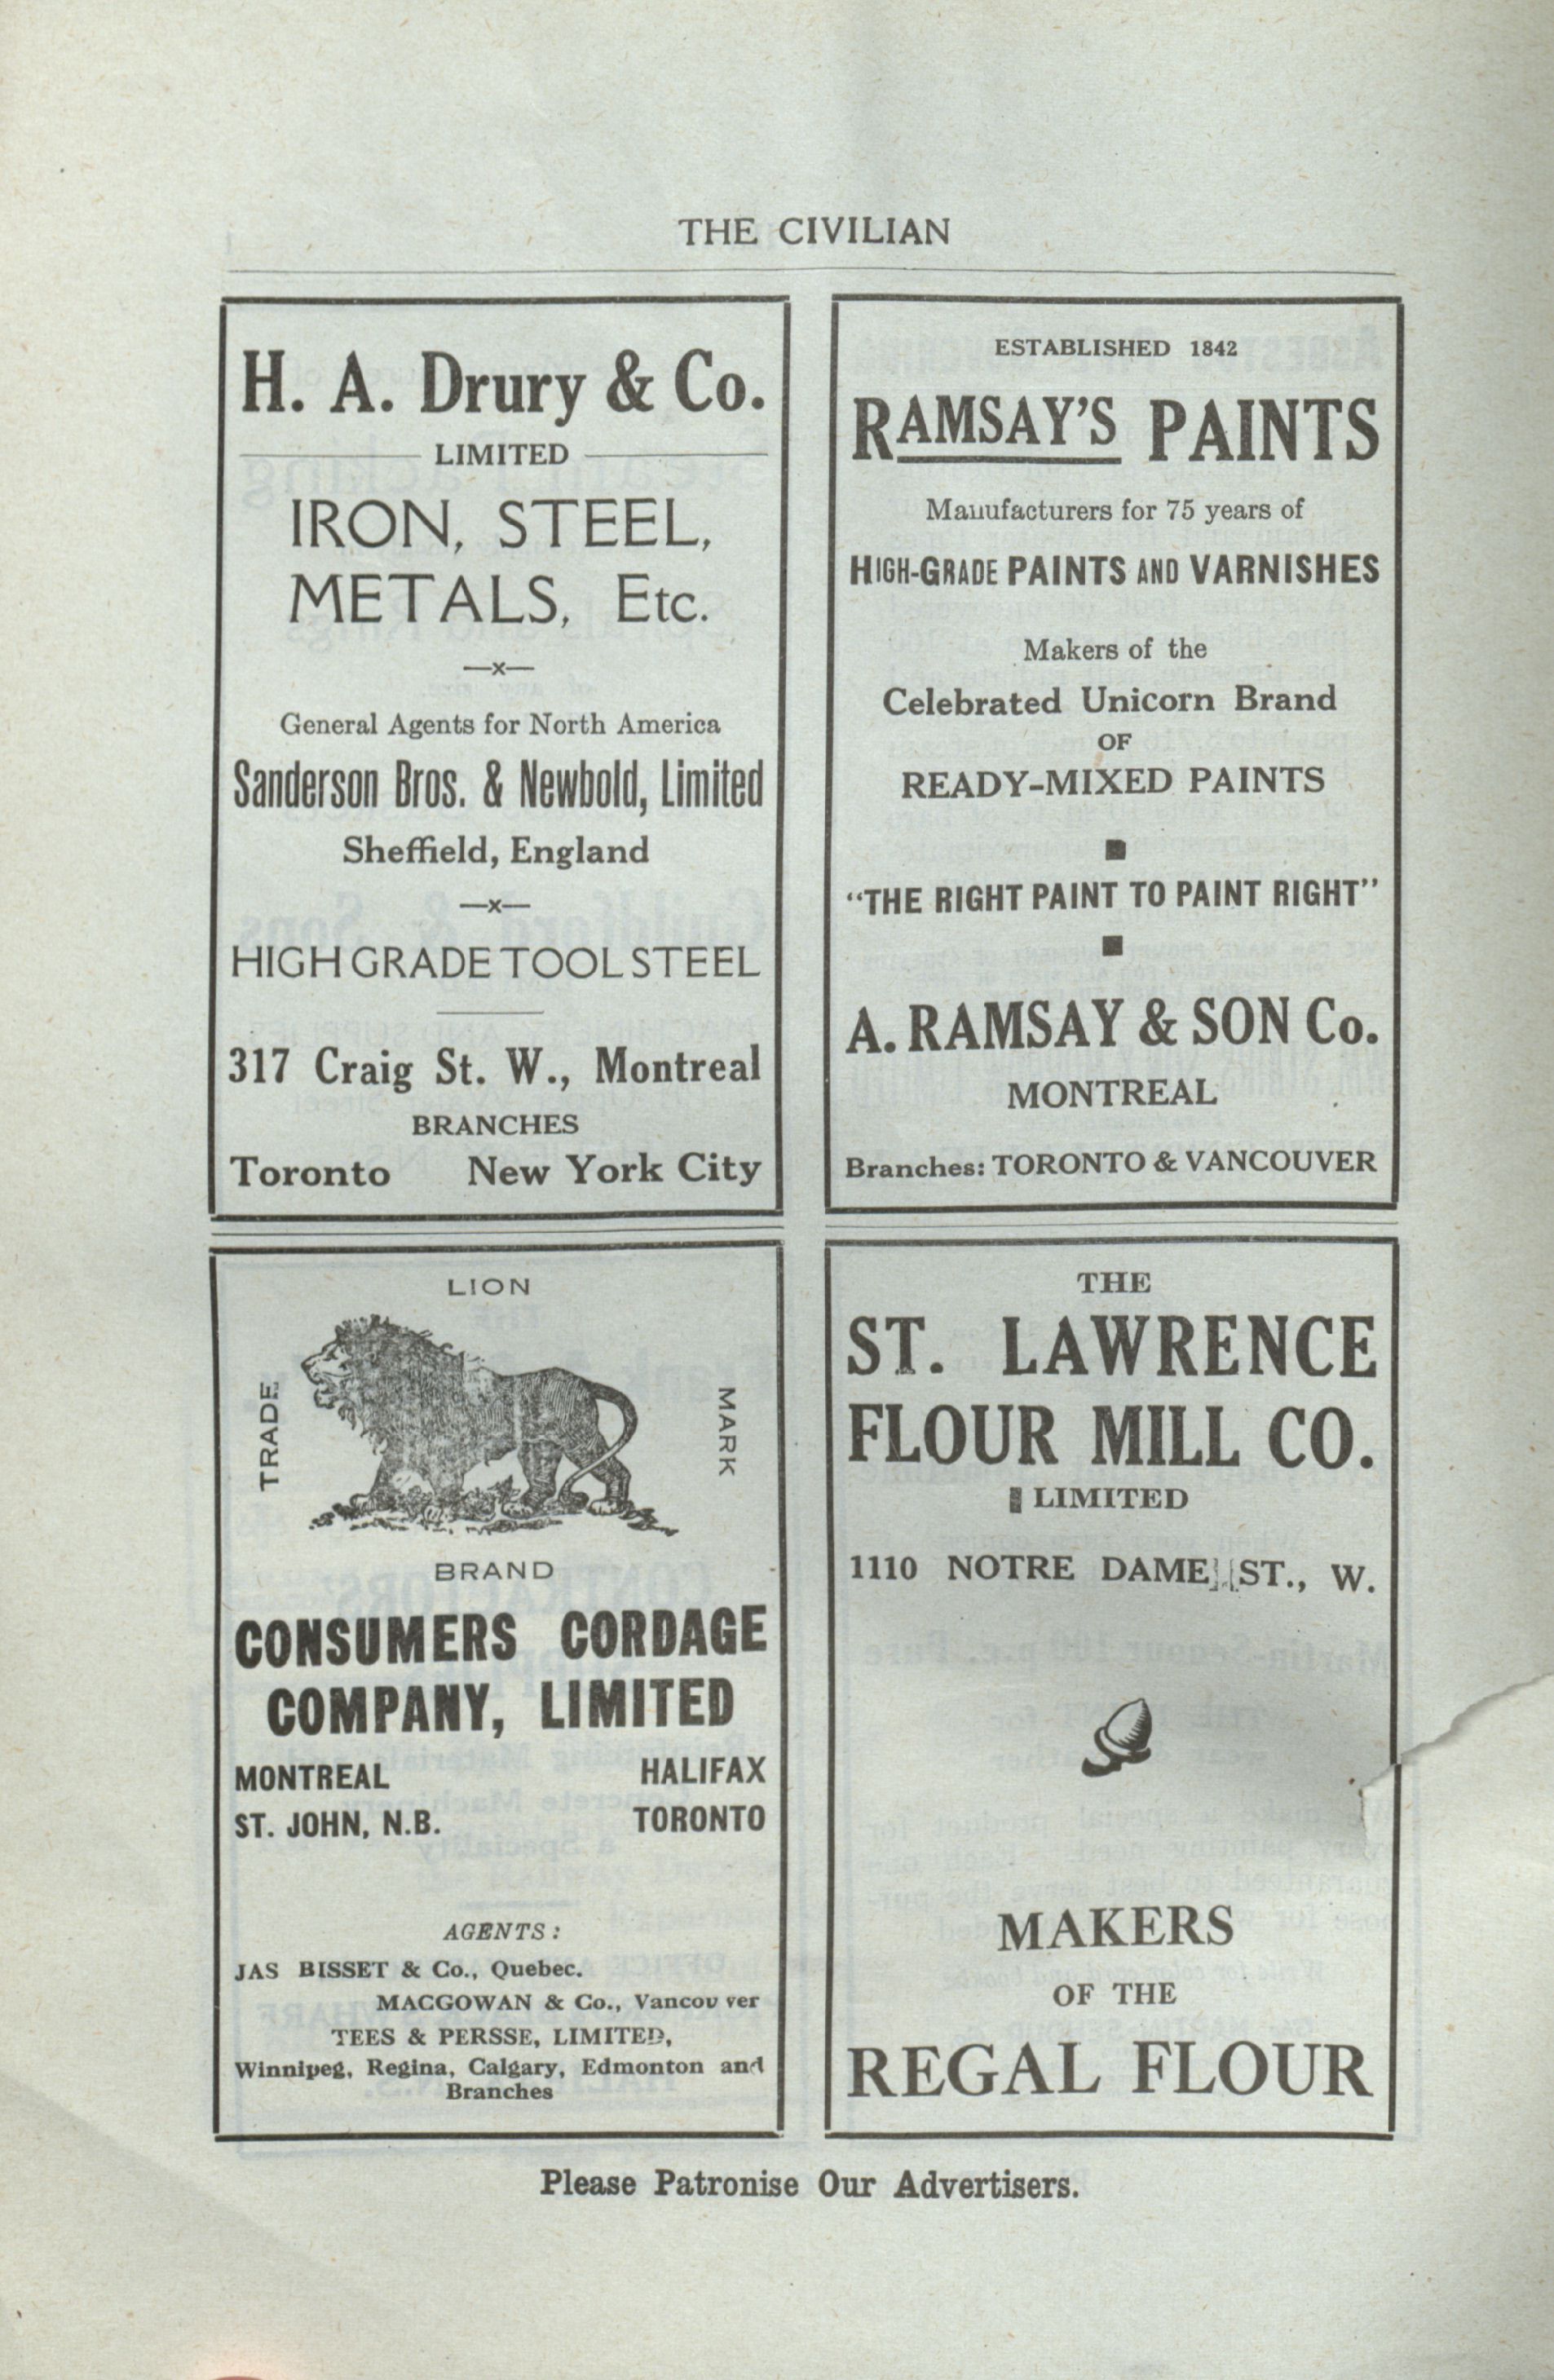 THE CIVILIAN
H. A. Drury & Co.
LIMITED
IRON, STEEL,
METALS, Etc.
—x—
General Agents for North America
Sanderson Bros. & Newbold, Limited
Sheffield, England
—x—
HIGH GRADE TOOL STEEL
317 Craig St. W., Montreal
BRANCHES
Toronto New York City
ESTABLISHED 1842
RAMSAY'S PAINTS
Manufacturers for 75 years of
HIGH-GRADE PAINTS AND VARNISHES
Makers of the
Celebrated Unicorn Brand
OF
READY-MIXED PAINTS
"THE RIGHT PAINT TO PAINT RIGHT"
A. RAMSAY & SON Co.
MONTREAL
Branches: TORONTO & VANCOUVER
LION
TRADE
MARK
BRAND
CONSUMERS CORDAGE
COMPANY, LIMITED
MONTREAL HALIFAX
ST. JOHN, N.B. TORONTO
AGENTS:
JAS BISSET & Co., Quebec.
MACGOWAN & Co., Vancouver
TEES & PERSSE, LIMITED,
Winnipeg, Regina, Calgary, Edmonton and
Branches
THE
ST. LAWRENCE
FLOUR MILL CO.
LIMITED
1110 NOTRE DAME ST., W.
MAKERS
OF THE
REGAL FLOUR
Please Patronise Our Advertisers.